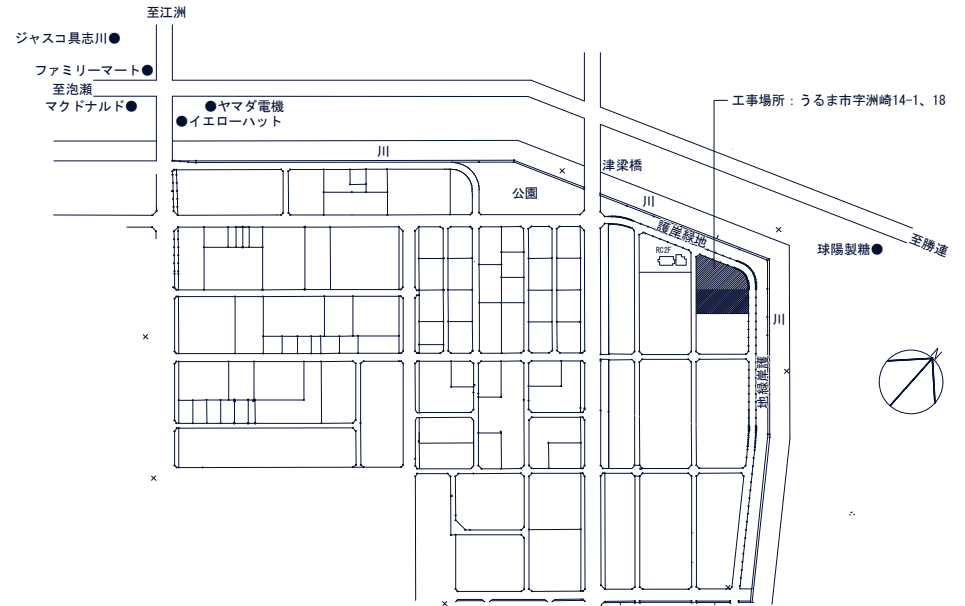 至江洲
ジャスコ具志川●
ファミリーマート●
至泡瀬
マクドナルド●
●ヤマダ電機
●イエローハット
工事場所：うるま市字洲崎14-1、18
川
津梁橋
公園
川
護岸緑地
RC2F
至勝連
球陽製糖●
川
護岸緑地